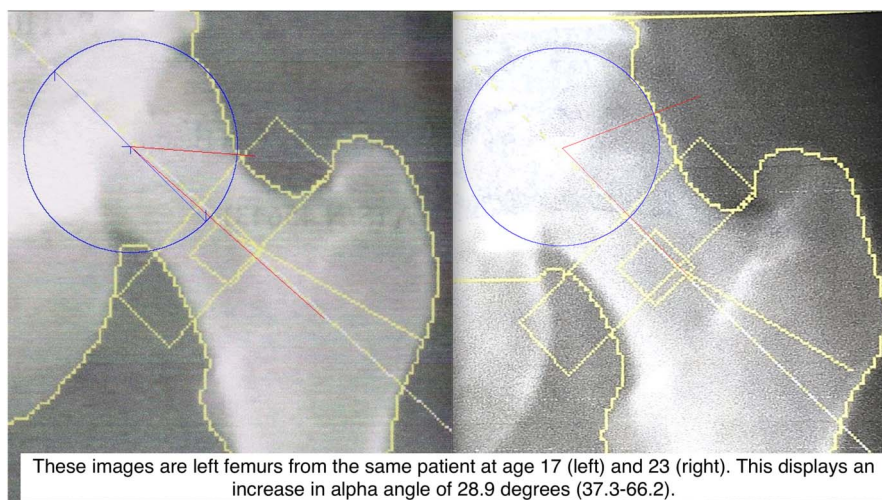 These images are left femurs from the same patient at age 17 (left) and 23 (right). This displays an
increase in alpha angle of 28.9 degrees (37.3-66.2).